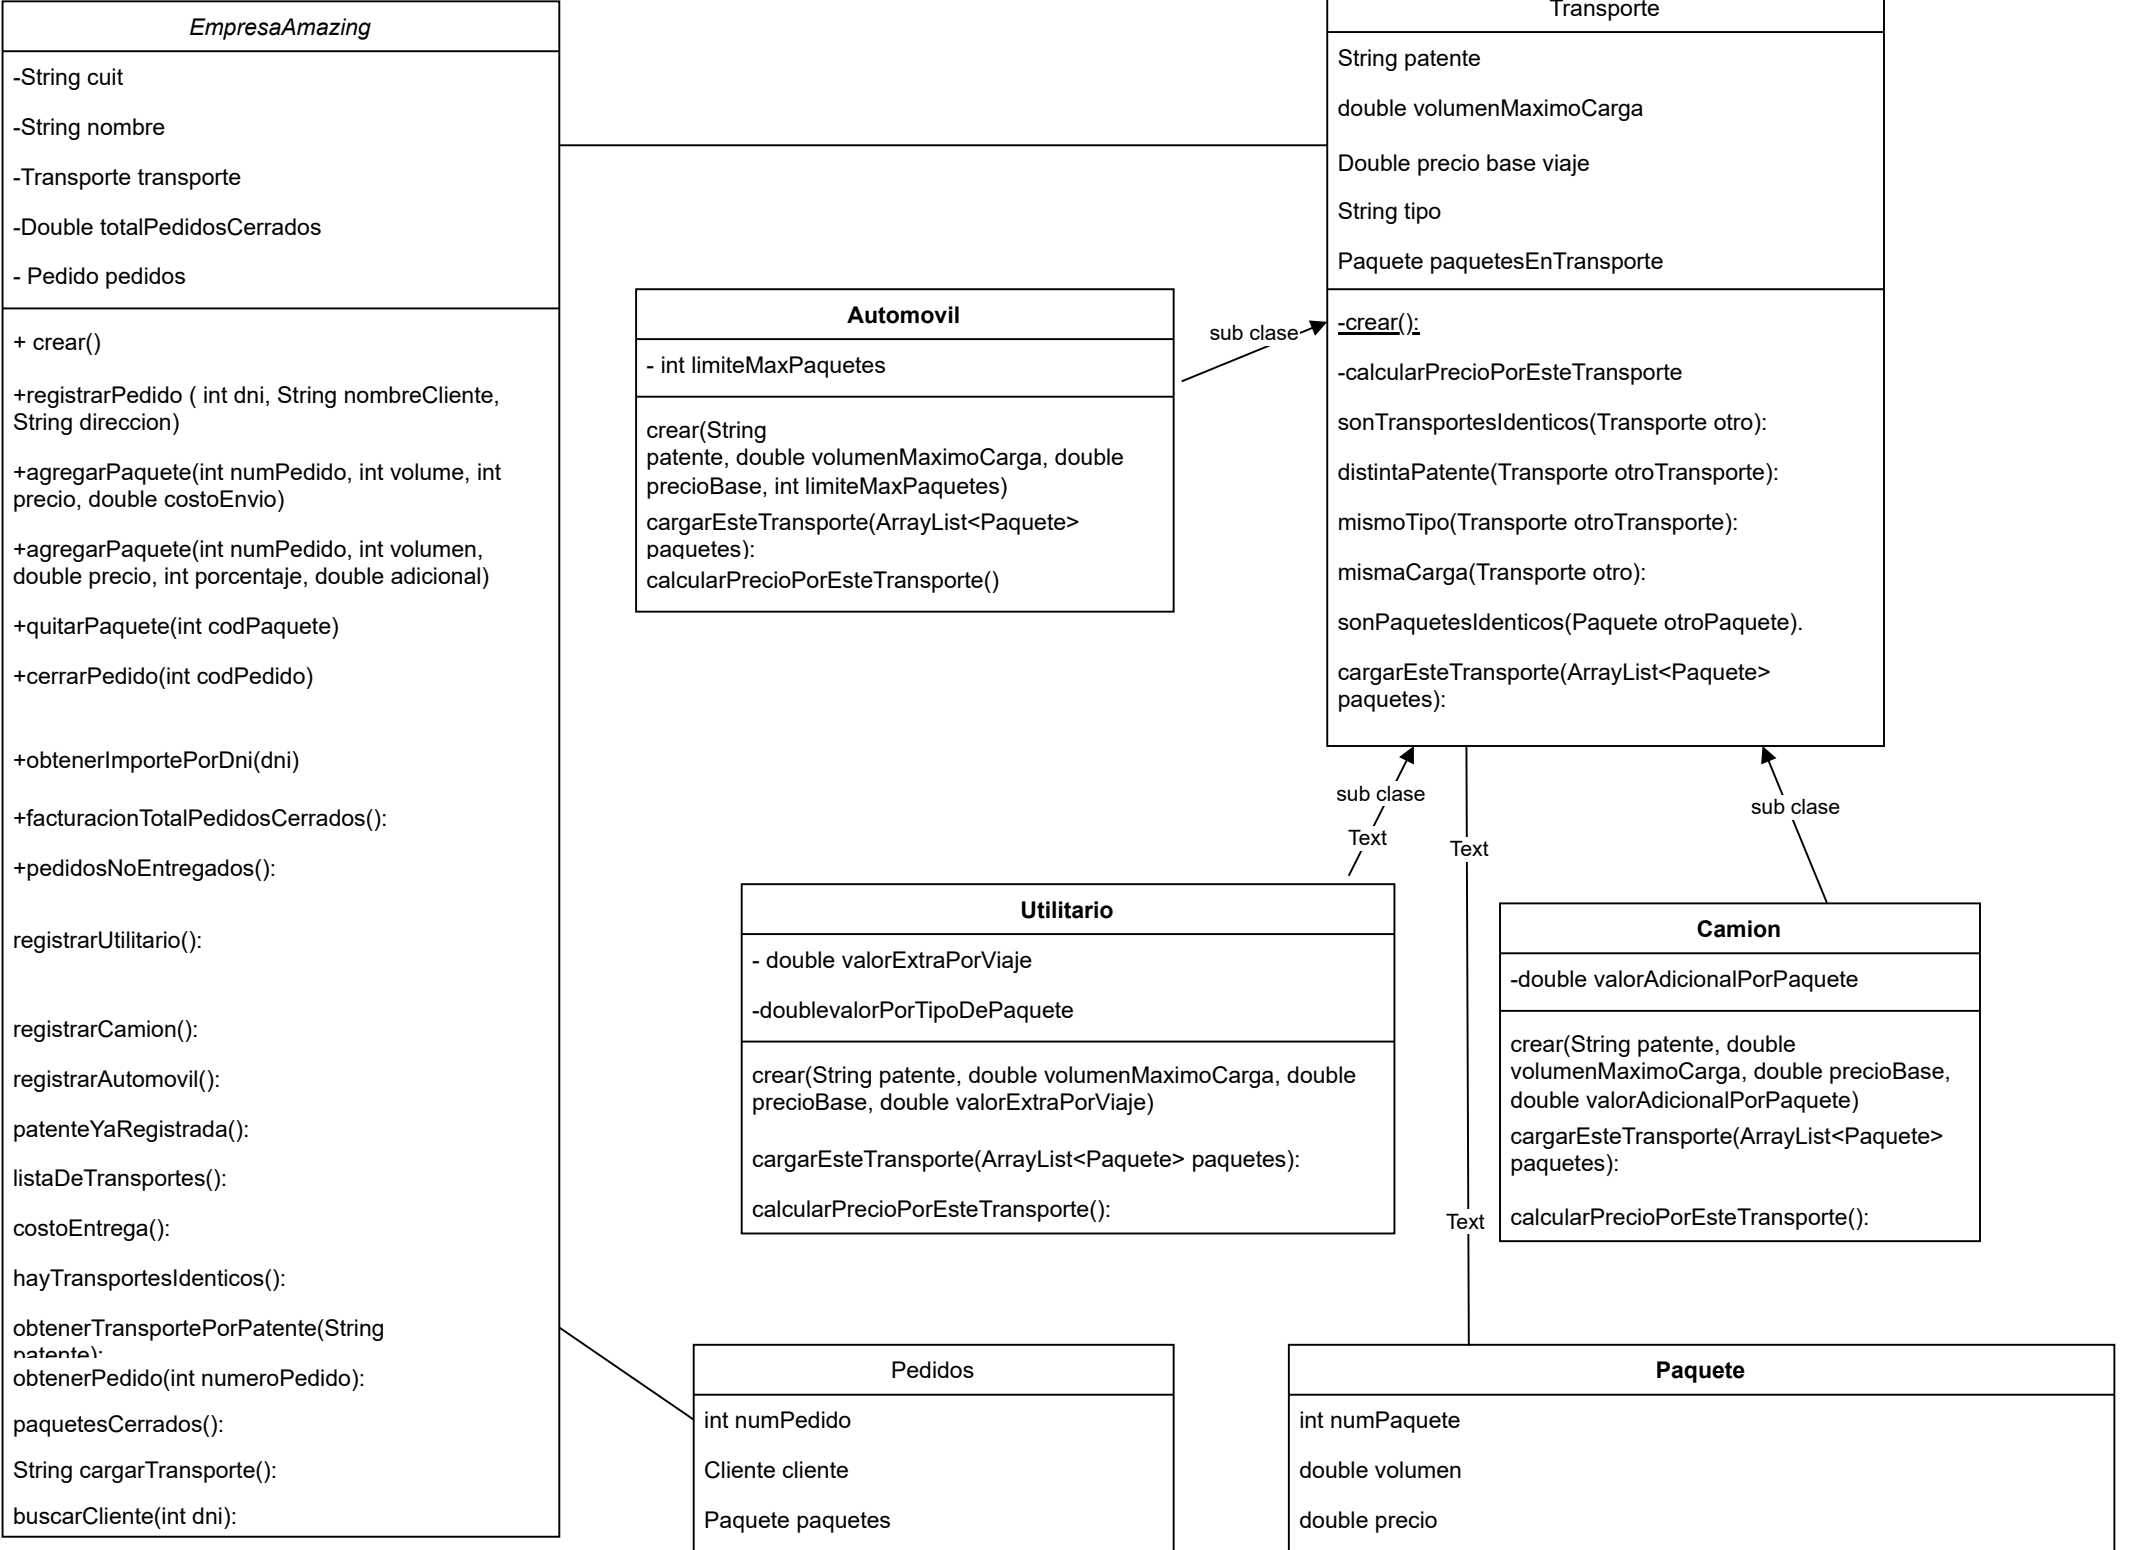 EmpresaAmazing
-String cuit
-String nombre
-Transporte transporte
-Double totalPedidosCerrados
- Pedido pedidos
+ crear()
+registrarPedido ( int dni, String nombreCliente,
String direccion)
+agregarPaquete(int numPedido, int volume, int
precio, double costoEnvio)
+agregarPaquete(int numPedido, int volumen,
double precio, int porcentaje, double adicional)
+quitarPaquete(int codPaquete)
+cerrarPedido(int codPedido)
+obtenerImportePorDni(dni)
+facturacionTotalPedidosCerrados():
+pedidosNoEntregados():
registrarUtilitario():
registrarCamion():
registrarAutomovil():
patenteYaRegistrada():
listaDeTransportes():
costoEntrega():
hayTransportesIdenticos():
obtenerTransportePorPatente(String
patente):
obtenerPedido(int numeroPedido):
paquetesCerrados():
String cargarTransporte():
buscarCliente(int dni):
Transporte
String patente
double volumenMaximoCarga
Double precio base viaje
String tipo
Paquete paquetesEnTransporte
-crear():
-calcularPrecioPorEsteTransporte
sonTransportesIdenticos(Transporte otro):
distintaPatente(Transporte otroTransporte):
mismoTipo(Transporte otroTransporte):
mismaCarga(Transporte otro):
sonPaquetesIdenticos(Paquete otroPaquete).
cargarEsteTransporte(ArrayList<Paquete>
paquetes):
Automovil
- int limiteMaxPaquetes
crear(String
patente, double volumenMaximoCarga, double
precioBase, int limiteMaxPaquetes)
cargarEsteTransporte(ArrayList<Paquete>
paquetes):
calcularPrecioPorEsteTransporte()
sub clase
sub clase
Text
Text
sub clase
Utilitario
- double valorExtraPorViaje
-doublevalorPorTipoDePaquete
crear(String patente, double volumenMaximoCarga, double
precioBase, double valorExtraPorViaje)
cargarEsteTransporte(ArrayList<Paquete> paquetes):
calcularPrecioPorEsteTransporte():
Camion
-double valorAdicionalPorPaquete
crear(String patente, double
volumenMaximoCarga, double precioBase,
double valorAdicionalPorPaquete)
cargarEsteTransporte(ArrayList<Paquete>
paquetes):
calcularPrecioPorEsteTransporte():
Text
Pedidos
int numPedido
Cliente cliente
Paquete paquetes
Paquete
int numPaquete
double volumen
double precio